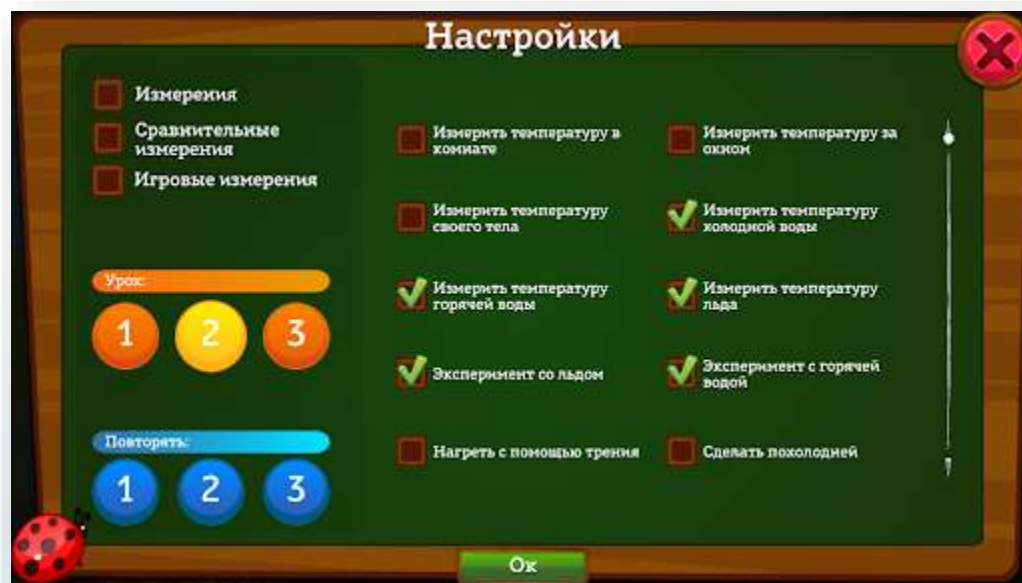 Настройки
Измерения
Сравнительные
измерения
Игровые измерения
Урок:
1 2 3
Повторять:
1 2 3
Измерить температуру в
комнате
Измерить температуру за
окном
Измерить температуру
своего тела
Измерить температуру
холодной воды
Измерить температуру
горячей воды
Измерить температуру
льда
Эксперимент со льдом
Эксперимент с горячей
водой
Нагреть с помощью трения
Сделать похолодней
Ок